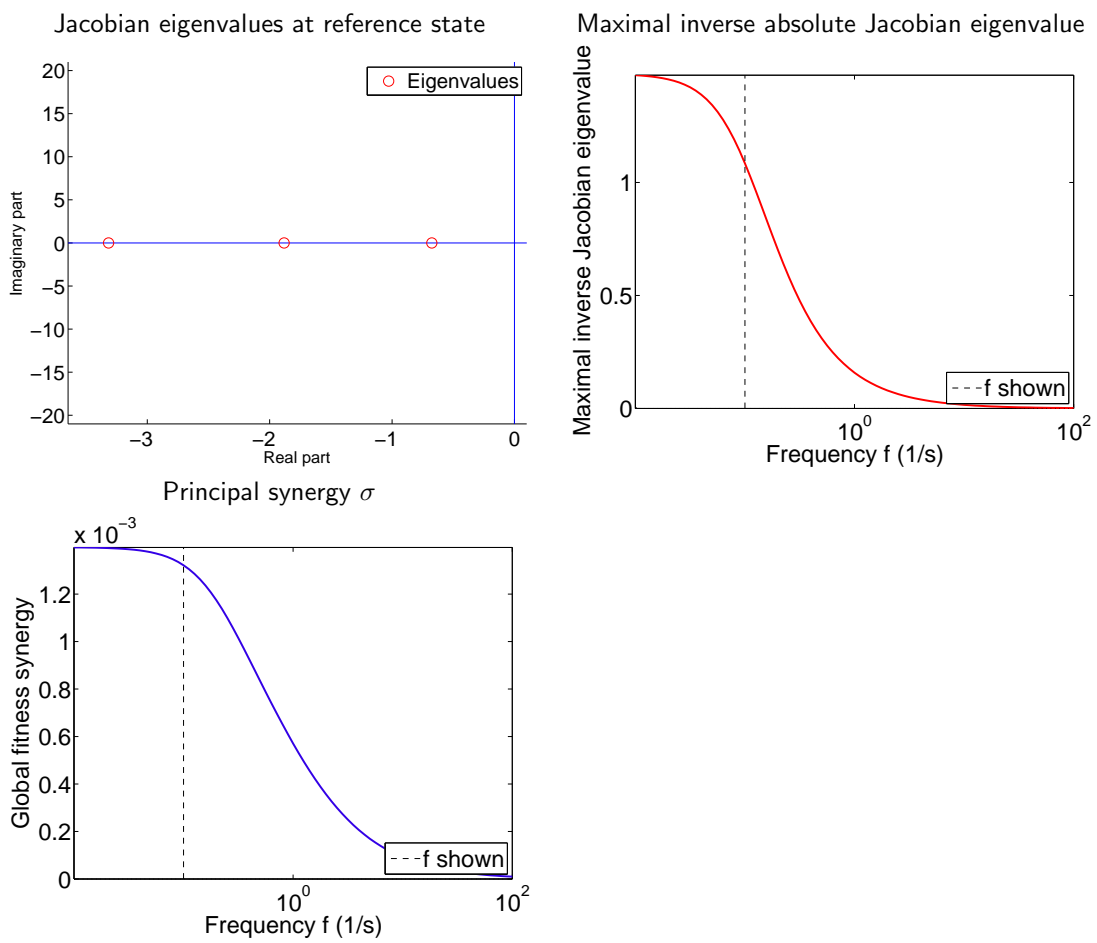 Jacobian eigenvalues at reference state
20
15
10
5
0
−5
−10
−15
−20
Imaginary part
−3
−2
−1
0
Real part
Eigenvalues
Maximal inverse absolute Jacobian eigenvalue
Maximal inverse Jacobian eigenvalue
1
0.5
0
10^0
10^2
Frequency f (1/s)
f shown
Principal synergy σ
x 10^−3
1.2
1
0.8
0.6
0.4
0.2
0
Global fitness synergy
10^0
10^2
Frequency f (1/s)
f shown